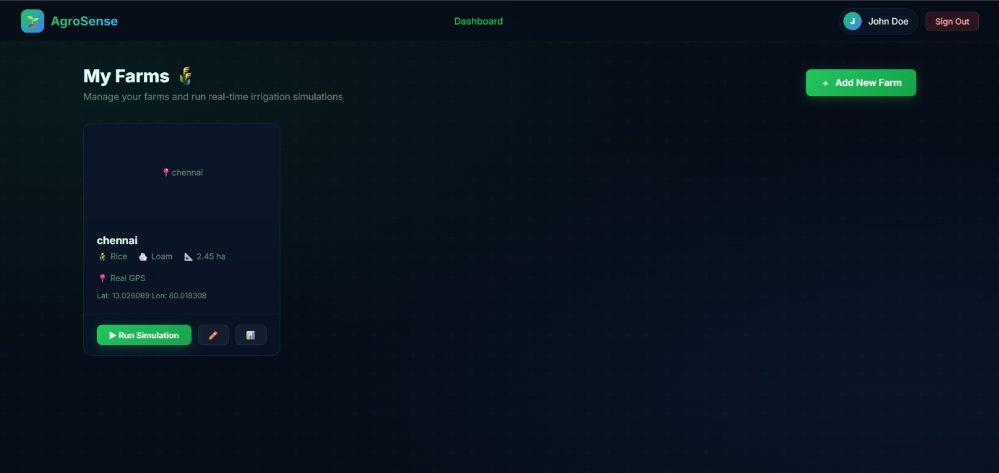 AgroSense
Dashboard
J John Doe
Sign Out
My Farms
Manage your farms and run real-time irrigation simulations
+ Add New Farm
chennai
chennai
Rice Loam 2.45 ha
Real GPS
Lat: 13.026069 Lon: 80.018308
▶ Run Simulation